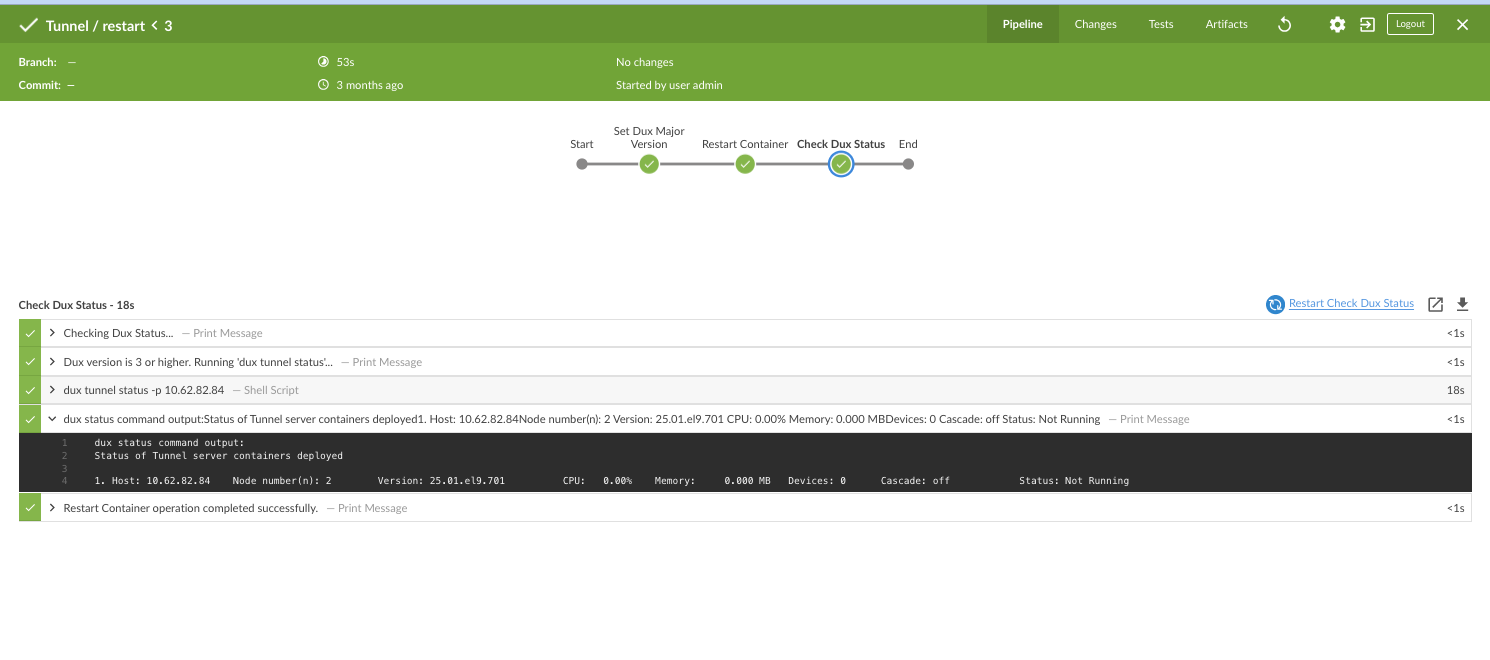 Tunnel / restart < 3
Pipeline
Changes
Tests
Artifacts
Logout
Branch: —
53s
No changes
Commit: —
3 months ago
Started by user admin
Start
Set Dux Major
Version
Restart Container
Check Dux Status
End
Check Dux Status - 18s
Restart Check Dux Status
Checking Dux Status... — Print Message <1s
Dux version is 3 or higher. Running 'dux tunnel status'... — Print Message <1s
dux tunnel status -p 10.62.82.84 — Shell Script 18s
dux status command output:Status of Tunnel server containers deployed1. Host: 10.62.82.84Node number(n): 2 Version: 25.01.el9.701 CPU: 0.00% Memory: 0.000 MBDevices: 0 Cascade: off Status: Not Running — Print Message <1s
1 dux status command output:
2 Status of Tunnel server containers deployed
3
4 1. Host: 10.62.82.84 Node number(n): 2 Version: 25.01.el9.701 CPU: 0.00% Memory: 0.000 MB Devices: 0 Cascade: off Status: Not Running
Restart Container operation completed successfully. — Print Message <1s